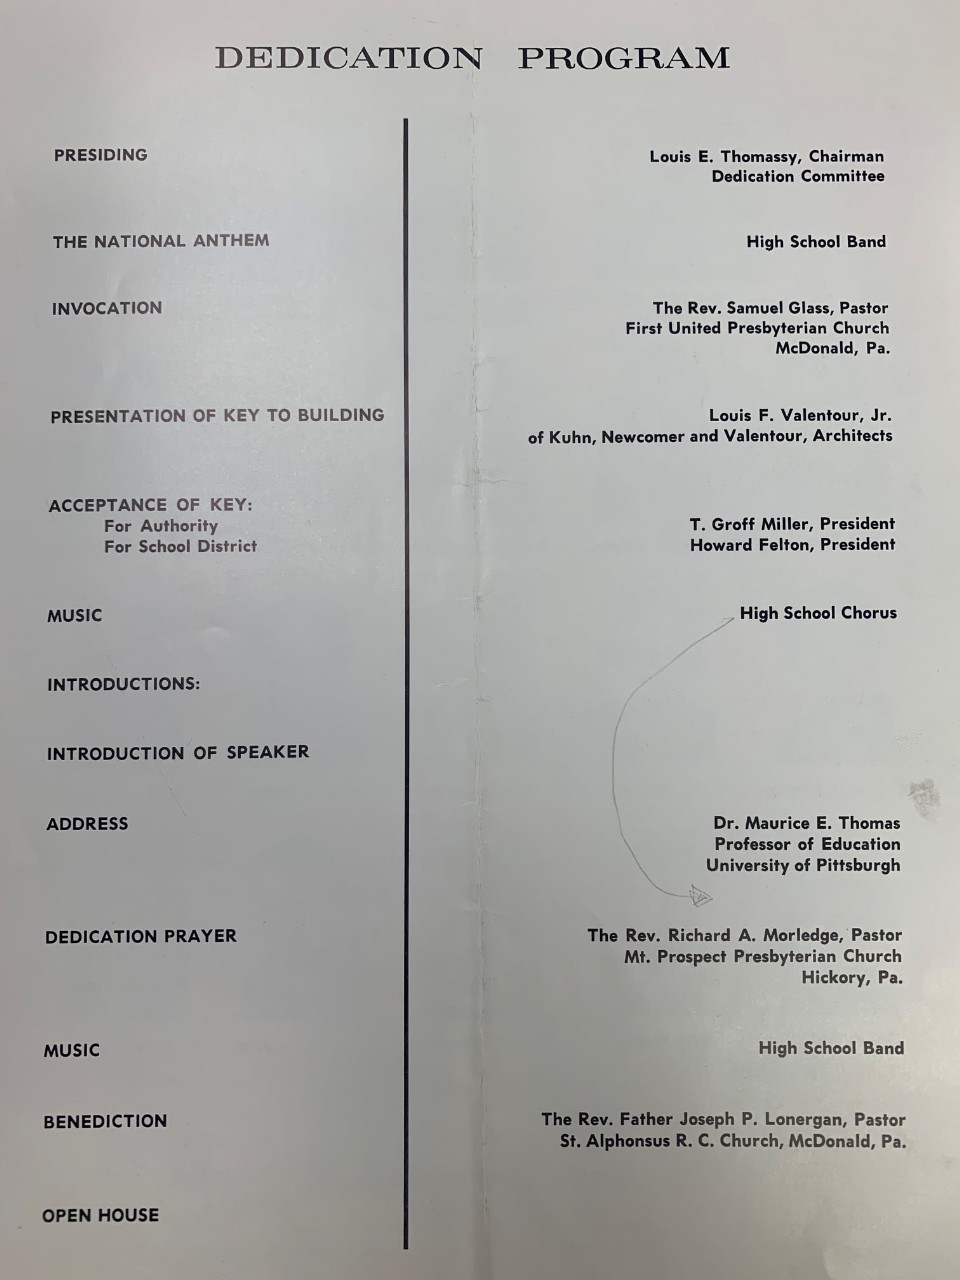 DEDICATION PROGRAM
PRESIDING
Louis E. Thomassy, Chairman
Dedication Committee
THE NATIONAL ANTHEM
High School Band
INVOCATION
The Rev. Samuel Glass, Pastor
First United Presbyterian Church
McDonald, Pa.
PRESENTATION OF KEY TO BUILDING
Louis F. Valentour, Jr.
of Kuhn, Newcomer and Valentour, Architects
ACCEPTANCE OF KEY:
For Authority
T. Groff Miller, President
For School District
Howard Felton, President
MUSIC
High School Chorus
INTRODUCTIONS:
INTRODUCTION OF SPEAKER
ADDRESS
Dr. Maurice E. Thomas
Professor of Education
University of Pittsburgh
DEDICATION PRAYER
The Rev. Richard A. Morledge, Pastor
Mt. Prospect Presbyterian Church
Hickory, Pa.
MUSIC
High School Band
BENEDICTION
The Rev. Father Joseph P. Lonergan, Pastor
St. Alphonsus R. C. Church, McDonald, Pa.
OPEN HOUSE